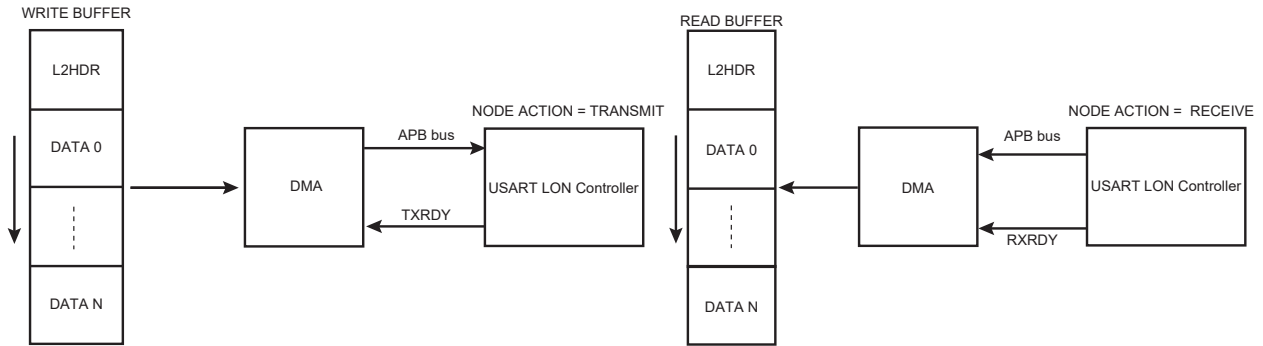 WRITE BUFFER
L2HDR
DATA 0
DATA N
DMA
APB bus
TXRDY
NODE ACTION = TRANSMIT
USART LON Controller
READ BUFFER
L2HDR
DATA 0
DATA N
DMA
APB bus
RXRDY
NODE ACTION = RECEIVE
USART LON Controller